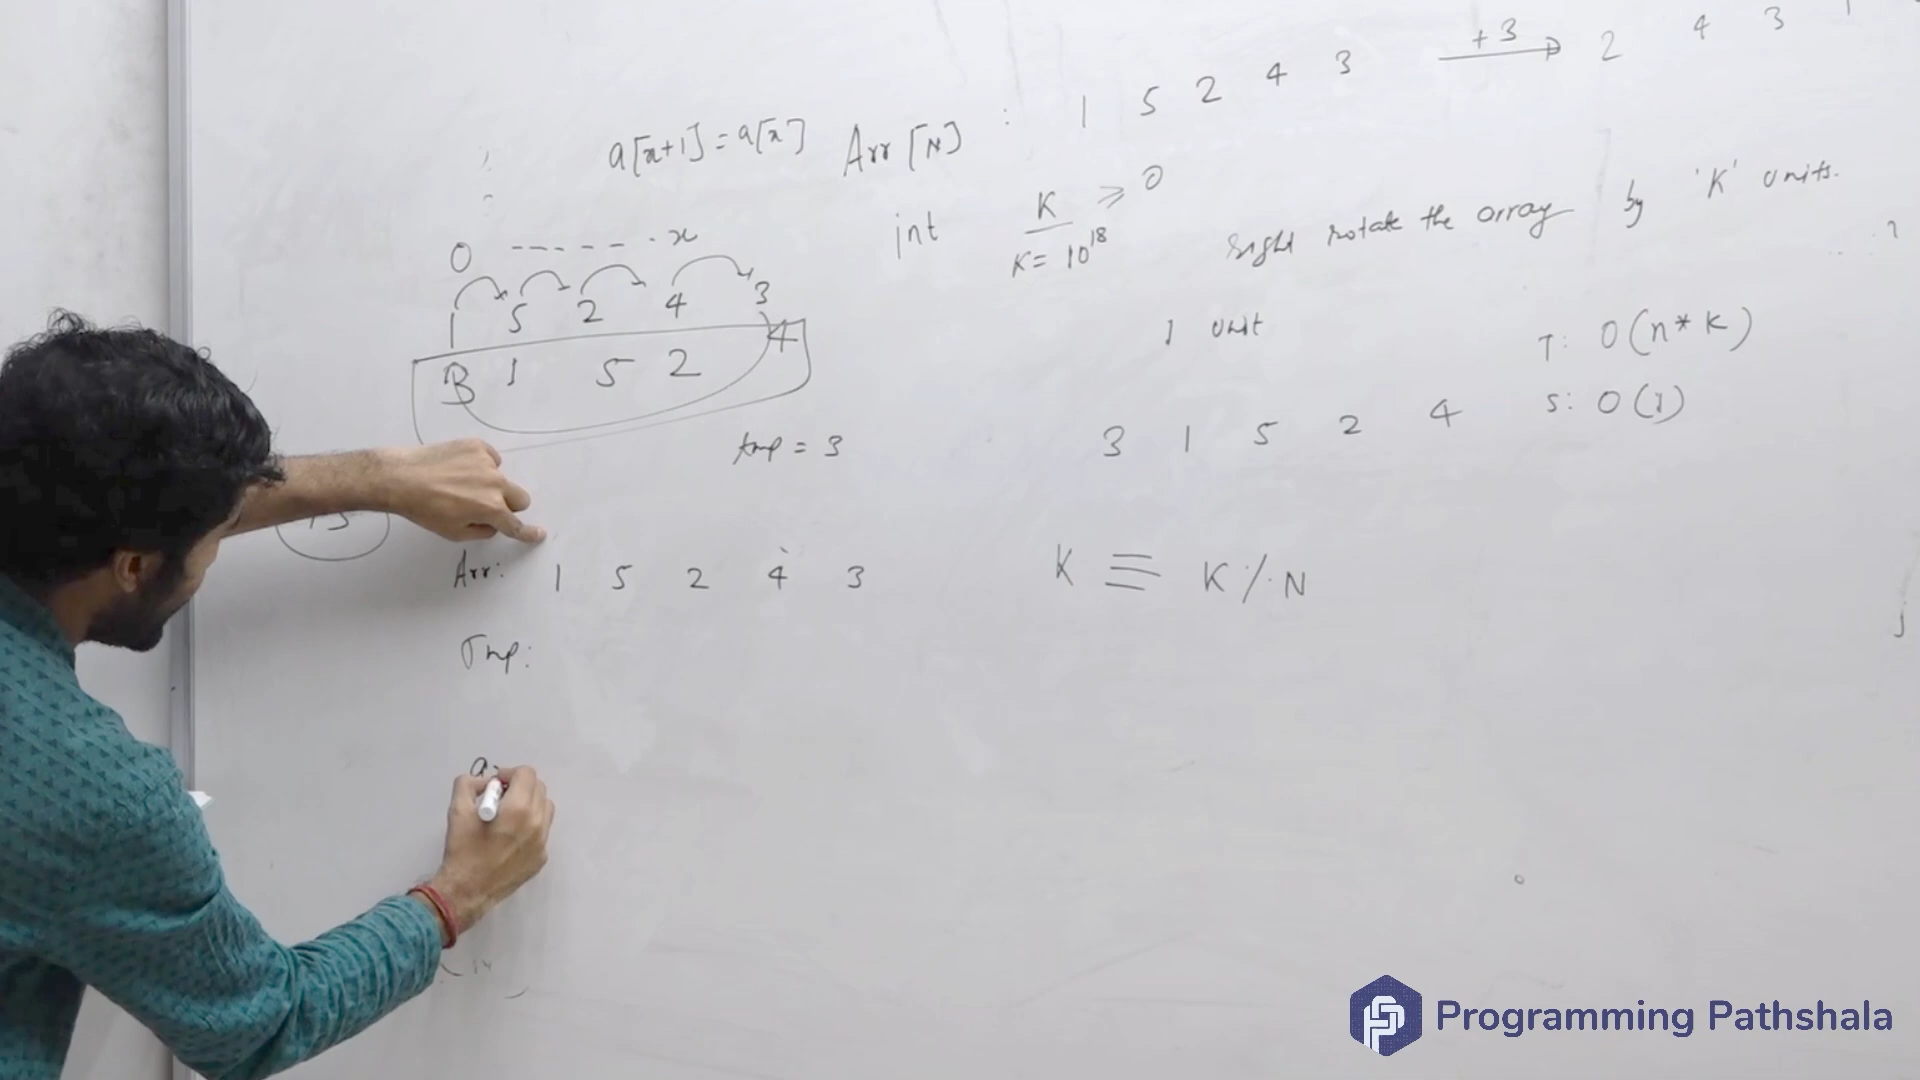 +3
1 5 2 4 3 2 4 3 1
a[x+1]=a[x] Arr[N] :
int K ≥ 0
K = 10^18
right rotate the array by 'K' units.
0 ----- x
1 5 2 4 3
1 unit
T: O(n*k)
3 1 5 2 4
S: O(1)
tmp = 3
3 1 5 2 4
Arr: 1 5 2 4 3
K ≡ K % N
Tmp:
a
Programming Pathshala